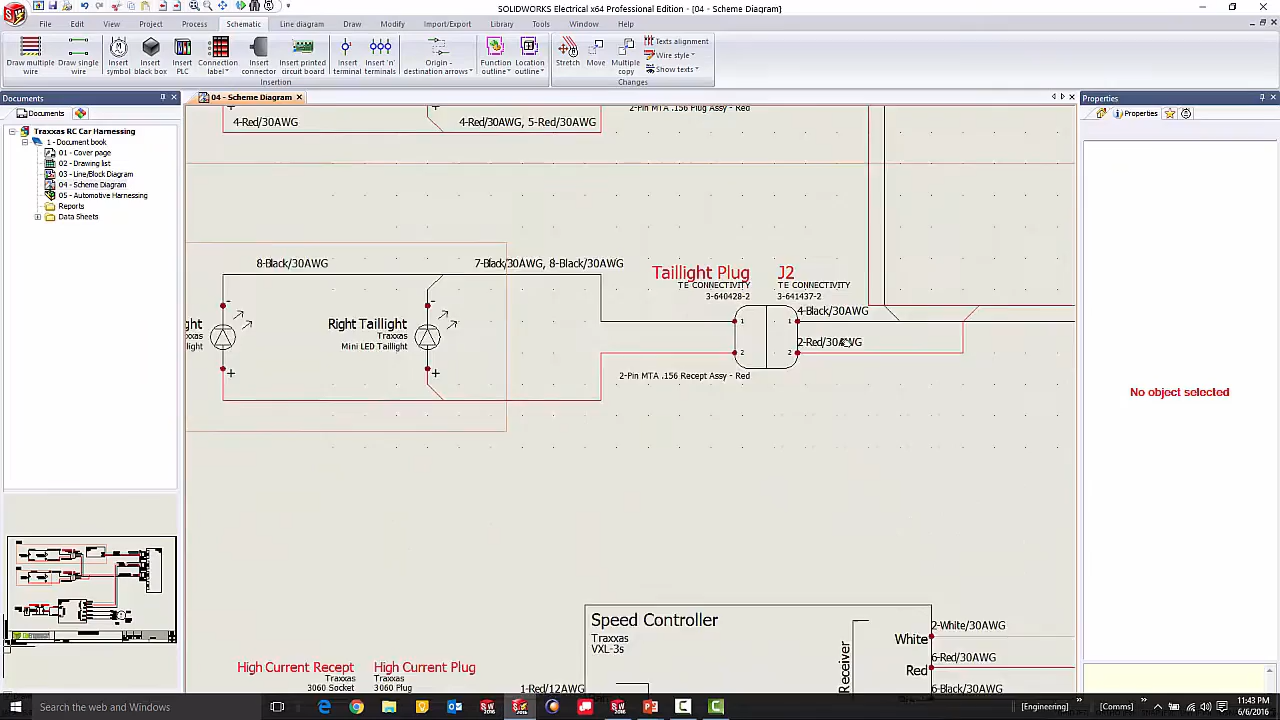 SOLIDWORKS Electrical x64 Professional Edition - [04 - Scheme Diagram]
File Edit View Project Process Schematic Line diagram Draw Modify Import/Export Library Tools Window Help
Draw multiple wire
Draw single wire
Insert symbol
Insert black box
Insert PLC
Connection label
Insert connector
Insert printed circuit board
Insert terminal
Insert 'n' terminals
Origin - destination arrows
Function outline
Location outline
Stretch
Move
Multiple copy
Texts alignment
Wire style
Show texts
Insertion
Changes
Documents
Documents
Traxxas RC Car Harnessing
1 - Document book
01 - Cover page
02 - Drawing list
03 - Line/Block Diagram
04 - Scheme Diagram
05 - Automotive Harnessing
Reports
Data Sheets
04 - Scheme Diagram
2-Pin MTA .156 Plug Assy - Red
4-Red/30AWG
4-Red/30AWG, 5-Red/30AWG
8-Black/30AWG
7-Black/30AWG, 8-Black/30AWG
Right Taillight
Traxxas
Mini LED Taillight
Taillight Plug
TE CONNECTIVITY
3-640428-2
J2
TE CONNECTIVITY
3-641437-2
4-Black/30AWG
1 1
2-Red/30AWG
2 2
2-Pin MTA .156 Recept Assy - Red
Speed Controller
Traxxas
VXL-3s
Receiver
White
2-White/30AWG
Red
6-Red/30AWG
6-Black/30AWG
High Current Recept
Traxxas
3060 Socket
High Current Plug
Traxxas
3060 Plug
1-Red/12AWG
Properties
Properties
No object selected
Search the web and Windows
[Engineering]
[Comms]
11:43 PM
6/6/2016